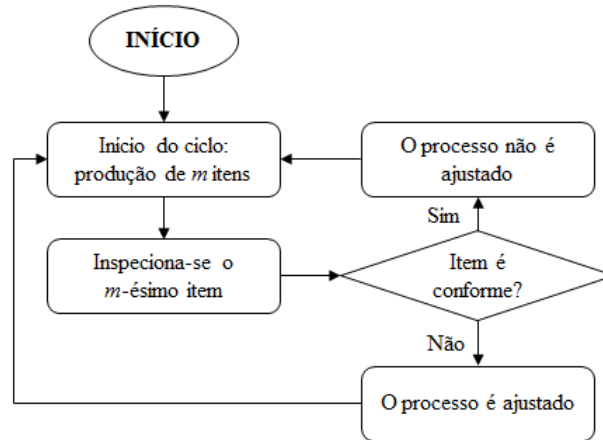 INÍCIO
Início do ciclo:
produção de m itens
O processo não é
ajustado
Sim
Inspeciona-se o
m-ésimo item
Item é
conforme?
Não
O processo é ajustado